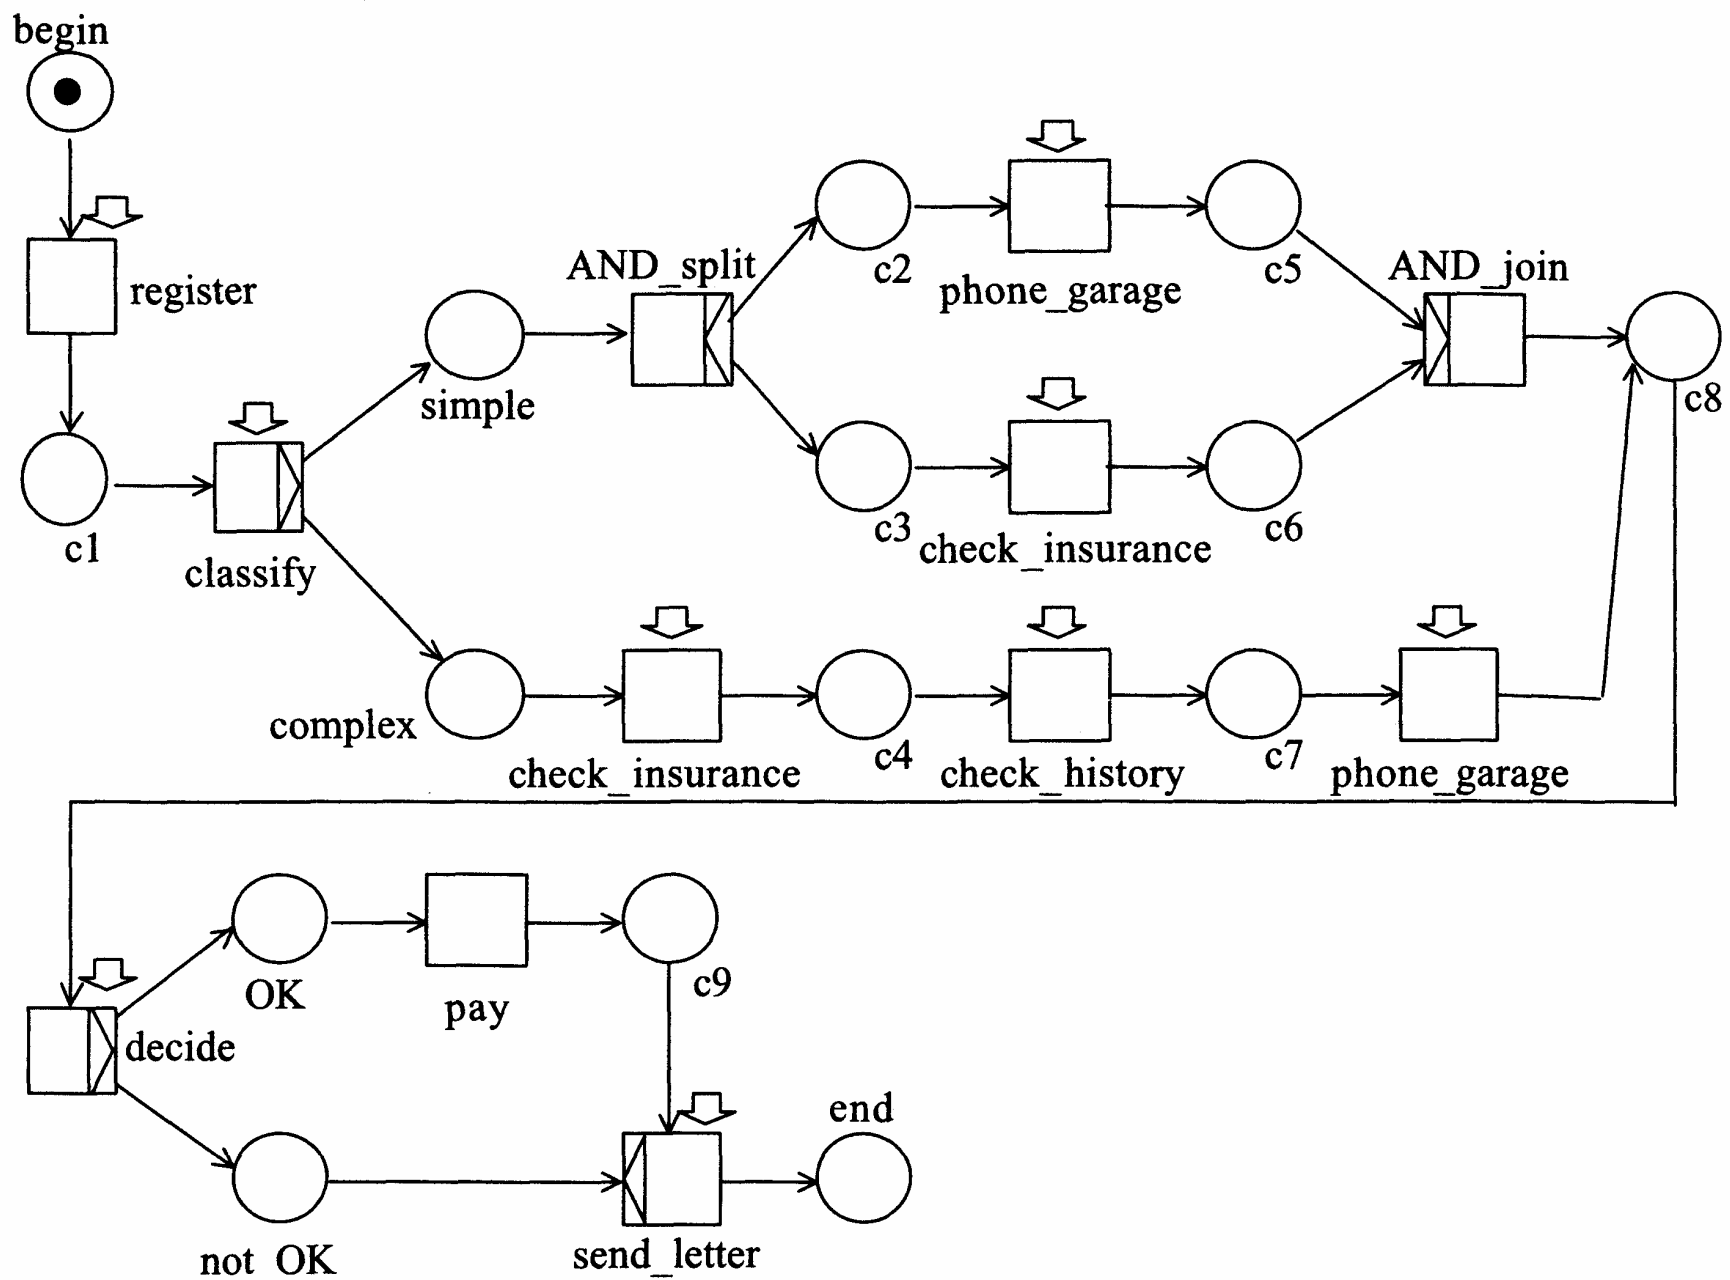 begin
register
c1
classify
simple
complex
AND_split
c2
phone_garage
c5
AND_join
c8
c3
check_insurance
c6
check_insurance
c4
check_history
c7
phone_garage
decide
OK
pay
c9
not OK
send_letter
end